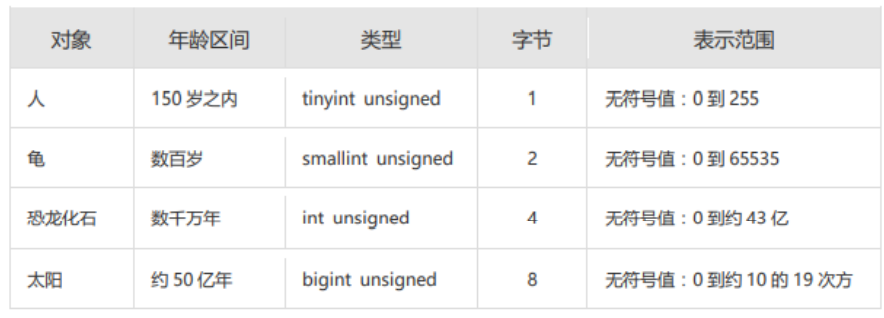 对象 年龄区间 类型 字节 表示范围
人 150 岁之内 tinyint unsigned 1 无符号值：0 到 255
龟 数百岁 smallint unsigned 2 无符号值：0 到 65535
恐龙化石 数千万年 int unsigned 4 无符号值：0 到约 43 亿
太阳 约 50 亿年 bigint unsigned 8 无符号值：0 到约 10 的 19 次方